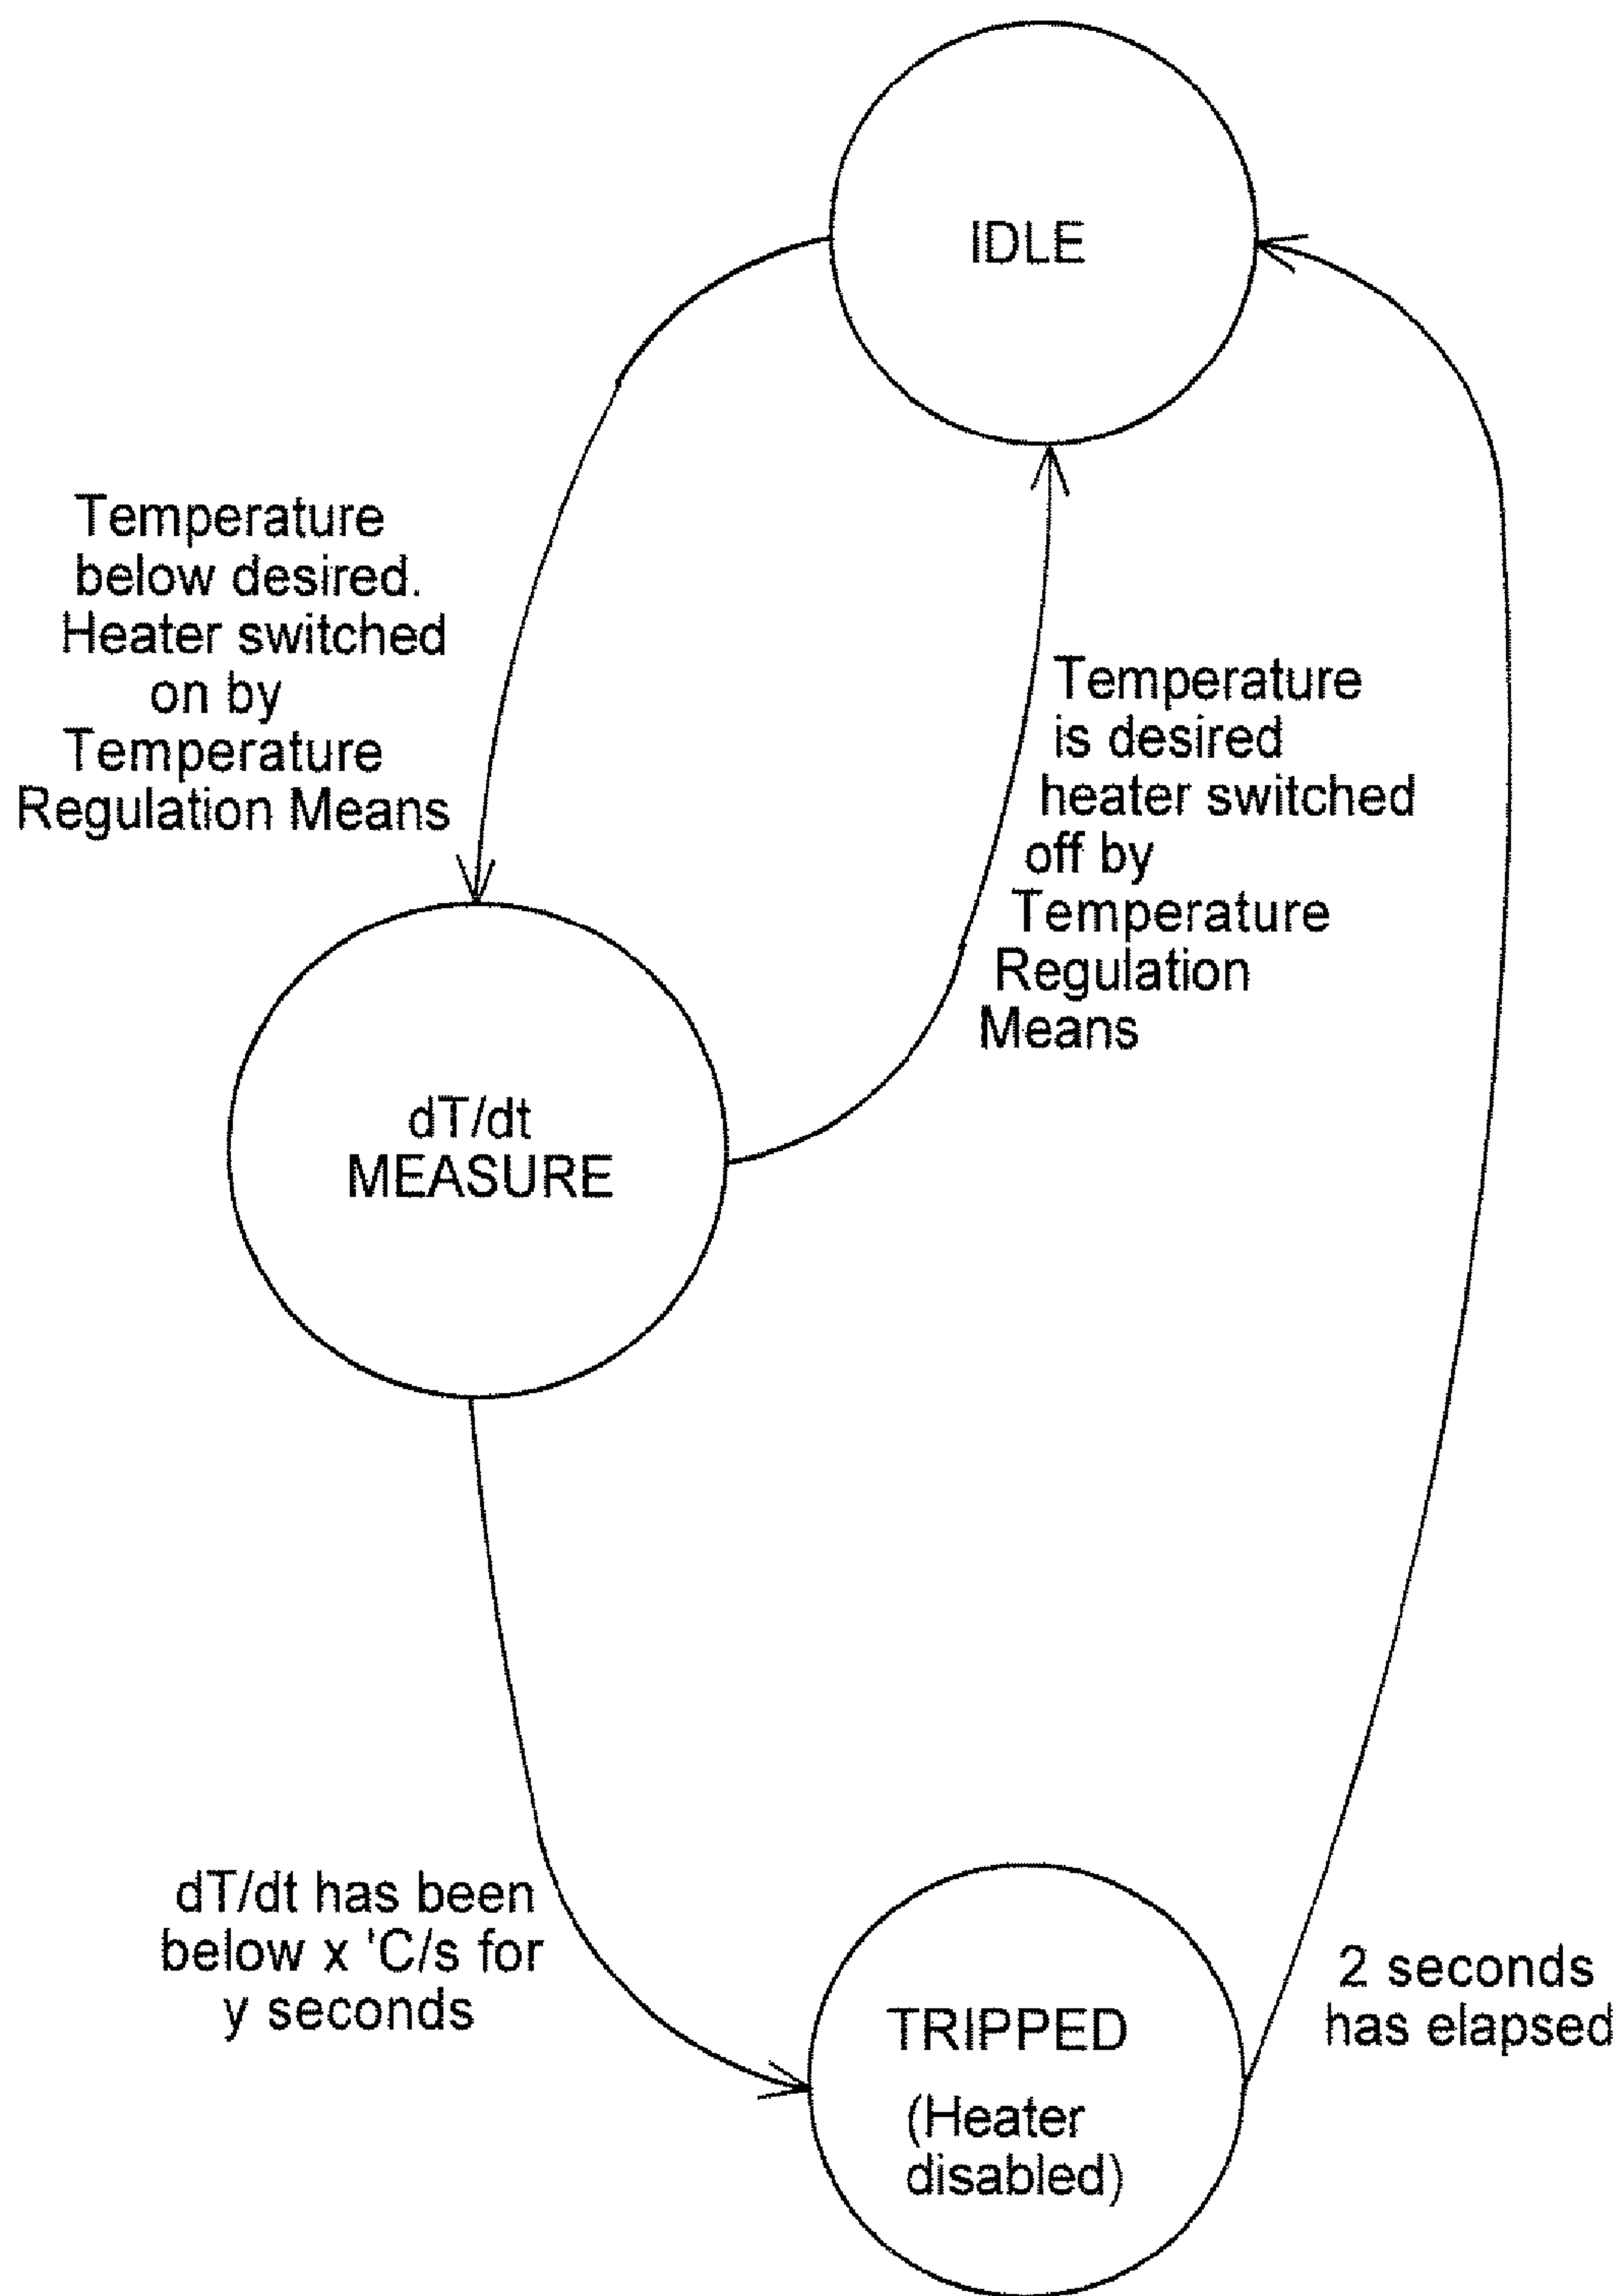 IDLE
Temperature
below desired.
Heater switched
on by
Temperature
Regulation Means
Temperature
is desired
heater switched
off by
Temperature
Regulation
Means
dT/dt
MEASURE
dT/dt has been
below x 'C/s for
y seconds
TRIPPED
(Heater
disabled)
2 seconds
has elapsed